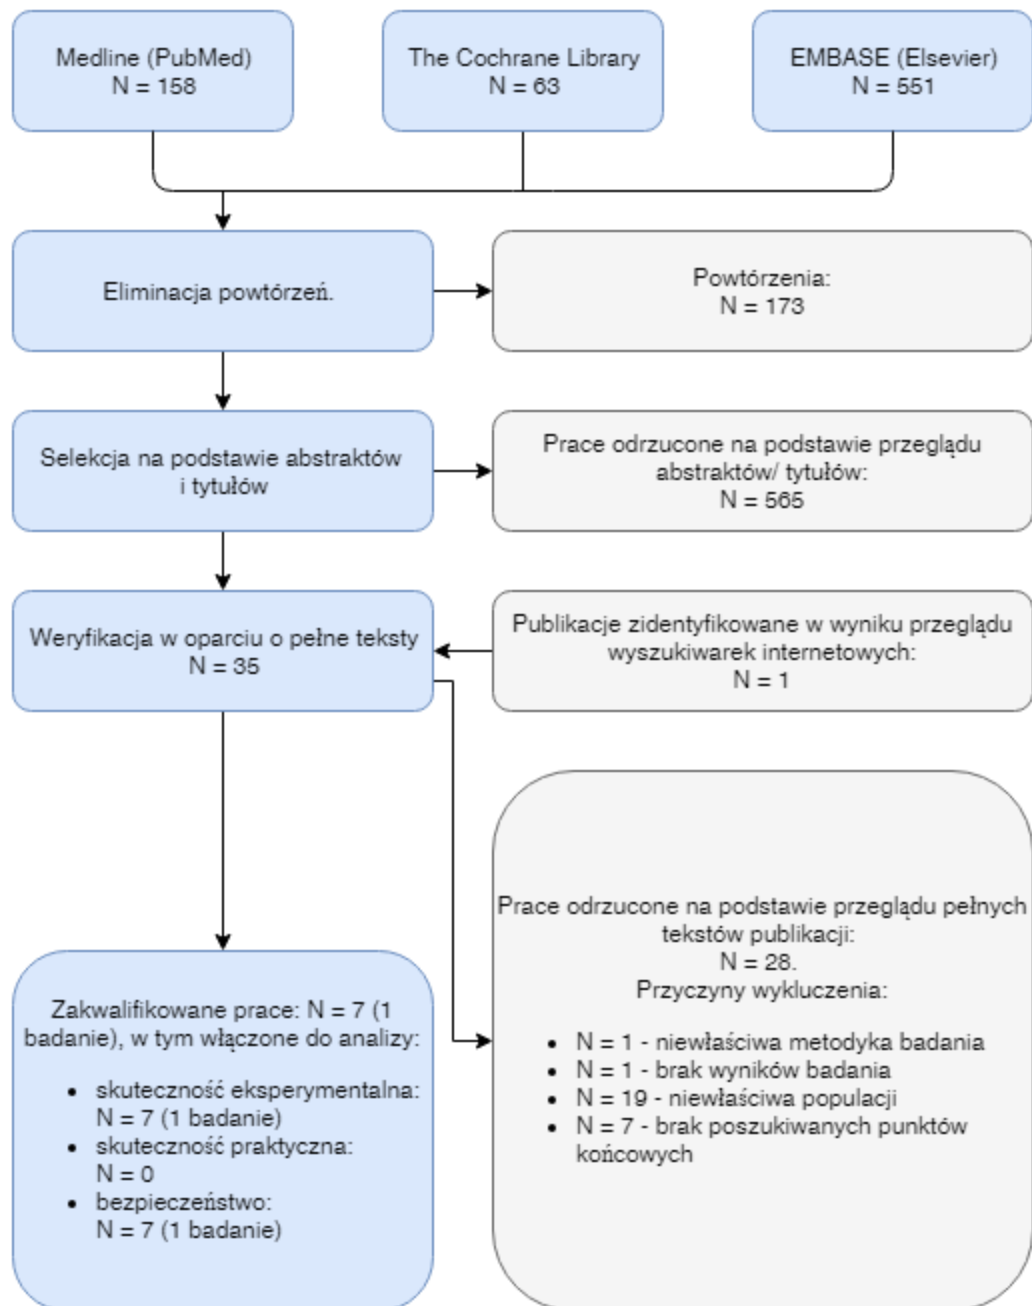 Medline (PubMed)
N = 158
The Cochrane Library
N = 63
EMBASE (Elsevier)
N = 551
Eliminacja powtórzeń.
Powtórzenia:
N = 173
Selekcja na podstawie abstraktów
i tytułów
Prace odrzucone na podstawie przeglądu
abstraktów/ tytułów:
N = 565
Weryfikacja w oparciu o pełne teksty
N = 35
Publikacje zidentyfikowane w wyniku przeglądu
wyszukiwarek internetowych:
N = 1
Prace odrzucone na podstawie przeglądu pełnych
tekstów publikacji:
N = 28.
Przyczyny wykluczenia:
• N = 1 - niewłaściwa metodyka badania
• N = 1 - brak wyników badania
• N = 19 - niewłaściwa populacji
• N = 7 - brak poszukiwanych punktów
końcowych
Zakwalifikowane prace: N = 7 (1
badanie), w tym włączone do analizy:
• skuteczność eksperymentalna:
N = 7 (1 badanie)
• skuteczność praktyczna:
N = 0
• bezpieczeństwo:
N = 7 (1 badanie)